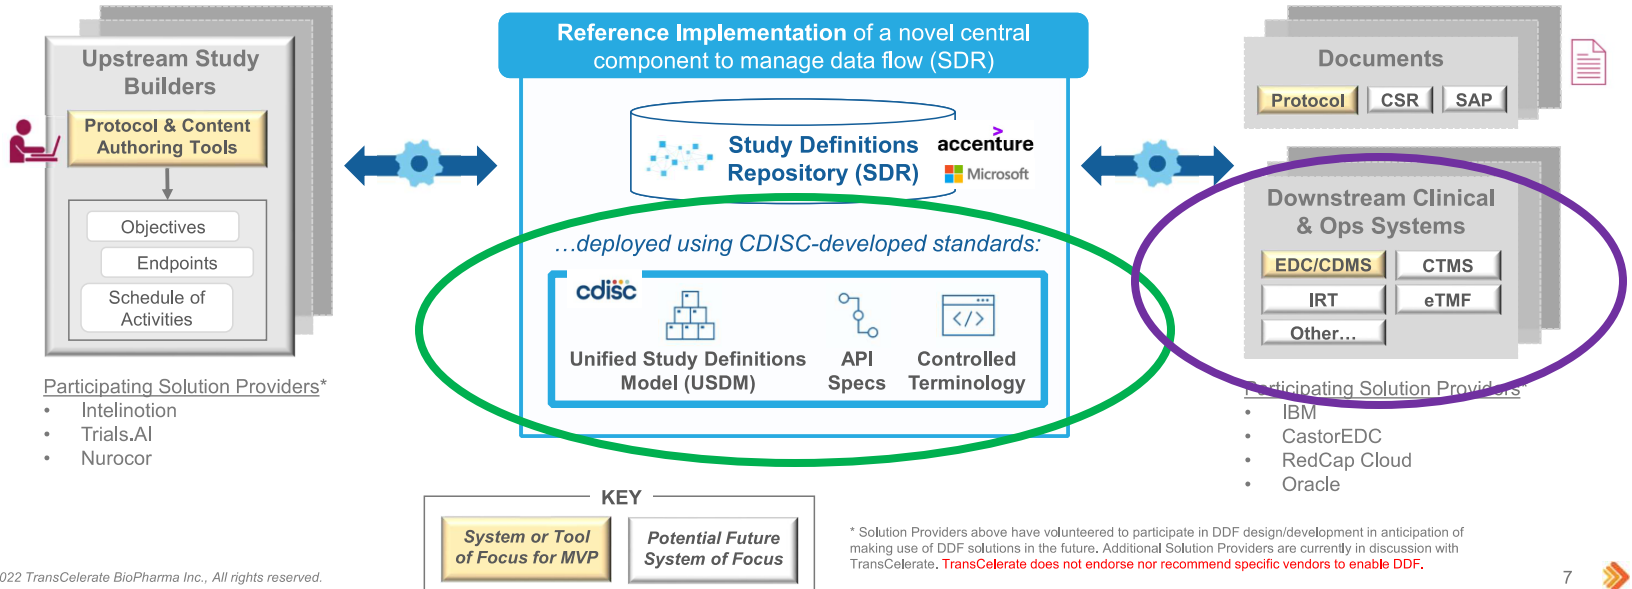 Upstream Study
Builders
Protocol & Content
Authoring Tools
Objectives
Endpoints
Schedule of
Activities
Participating Solution Providers*
• Intelinotion
• Trials.AI
• Nurocor
Reference Implementation of a novel central
component to manage data flow (SDR)
Study Definitions
Repository (SDR)
accenture
Microsoft
...deployed using CDISC-developed standards:
cdisc
Unified Study Definitions
Model (USDM)
API
Specs
</>
Controlled
Terminology
Documents
Protocol
CSR
SAP
Downstream Clinical
& Ops Systems
EDC/CDMS
CTMS
IRT
eTMF
Other...
Participating Solution Providers*
• IBM
• CastorEDC
• RedCap Cloud
• Oracle
KEY
System or Tool
of Focus for MVP
Potential Future
System of Focus
* Solution Providers above have volunteered to participate in DDF design/development in anticipation of
making use of DDF solutions in the future. Additional Solution Providers are currently in discussion with
TransCelerate. TransCelerate does not endorse nor recommend specific vendors to enable DDF.
022 TransCelerate BioPharma Inc., All rights reserved.
7